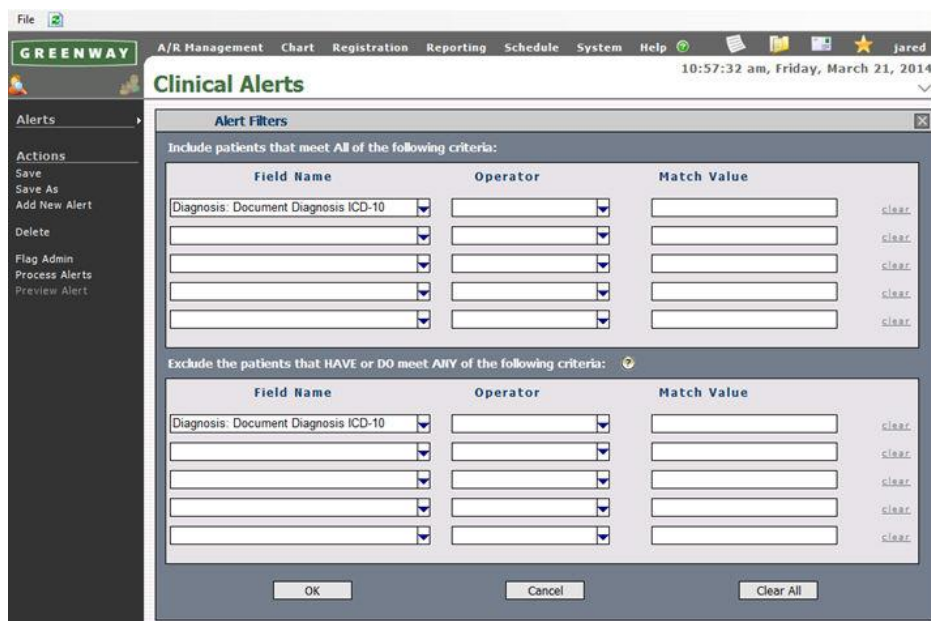 File
GREENWAY
A/R Management Chart Registration Reporting Schedule System Help jared
10:57:32 am, Friday, March 21, 2014
Clinical Alerts
Alerts
Actions
Save
Save As
Add New Alert
Delete
Flag Admin
Process Alerts
Preview Alert
Alert Filters
Include patients that meet All of the following criteria:
Field Name Operator Match Value
Diagnosis: Document Diagnosis ICD-10 clear
clear
clear
clear
clear
Exclude the patients that HAVE or DO meet ANY of the following criteria: ?
Field Name Operator Match Value
Diagnosis: Document Diagnosis ICD-10 clear
clear
clear
clear
clear
OK Cancel Clear All